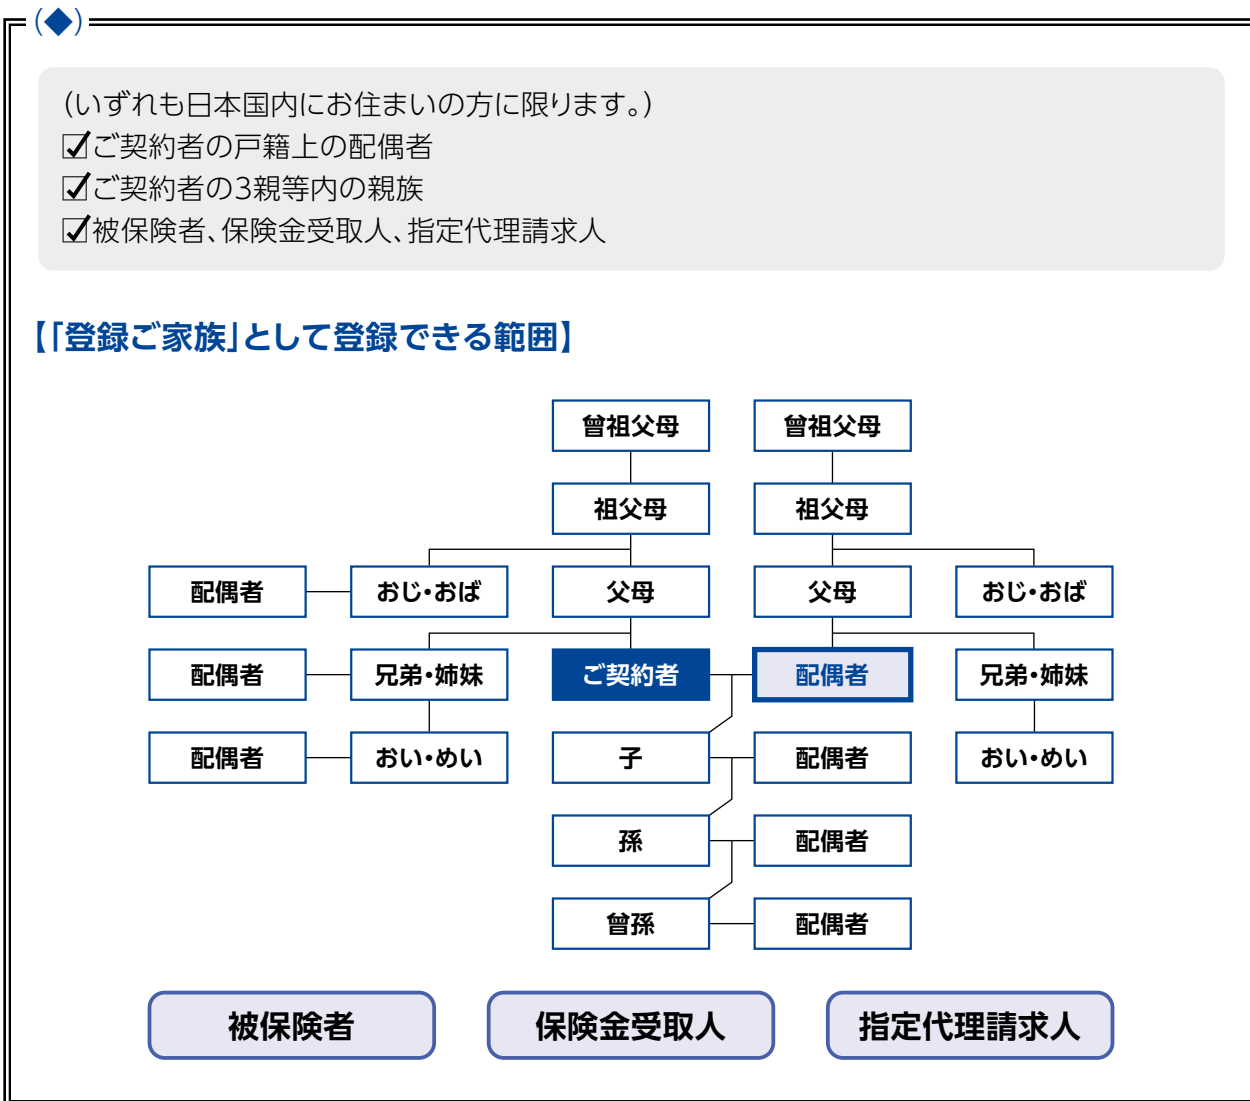 (◆)
(いずれも日本国内にお住まいの方に限ります。)
☑ご契約者の戸籍上の配偶者
☑ご契約者の3親等内の親族
☑被保険者、保険金受取人、指定代理請求人
【「登録ご家族」として登録できる範囲】
曾祖父母 曾祖父母
祖父母 祖父母
配偶者 おじ・おば 父母 父母 おじ・おば
配偶者 兄弟・姉妹 ご契約者 配偶者 兄弟・姉妹
配偶者 おい・めい 子 配偶者 おい・めい
孫 配偶者
曾孫 配偶者
被保険者 保険金受取人 指定代理請求人